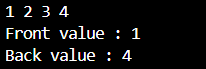 1 2 3 4
Front value : 1
Back value : 4